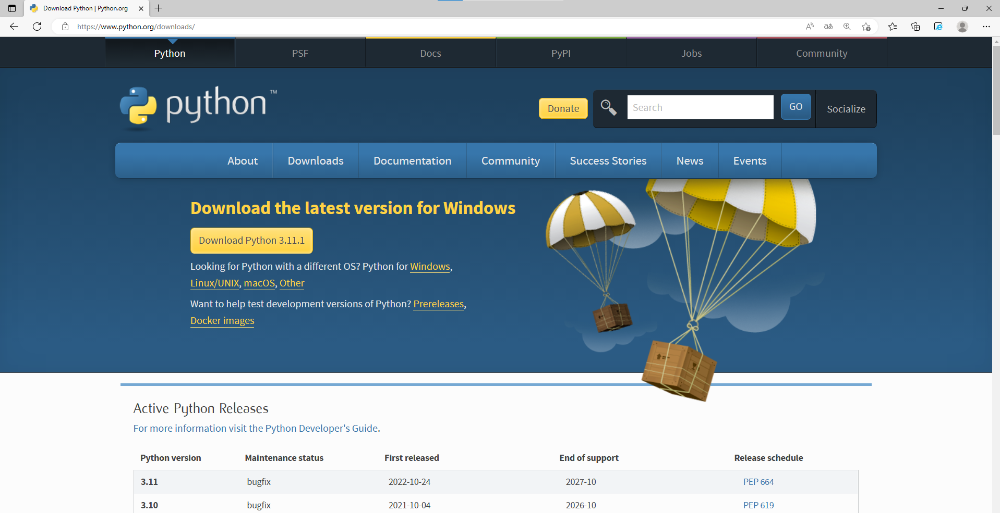 Download Python | Python.org
https://www.python.org/downloads/
Python PSF Docs PyPI Jobs Community
python™
Donate Search GO Socialize
About Downloads Documentation Community Success Stories News Events
Download the latest version for Windows
Download Python 3.11.1
Looking for Python with a different OS? Python for Windows,
Linux/UNIX, macOS, Other
Want to help test development versions of Python? Prereleases,
Docker images
Active Python Releases
For more information visit the Python Developer's Guide.
Python version Maintenance status First released End of support Release schedule
3.11 bugfix 2022-10-24 2027-10 PEP 664
3.10 bugfix 2021-10-04 2026-10 PEP 619